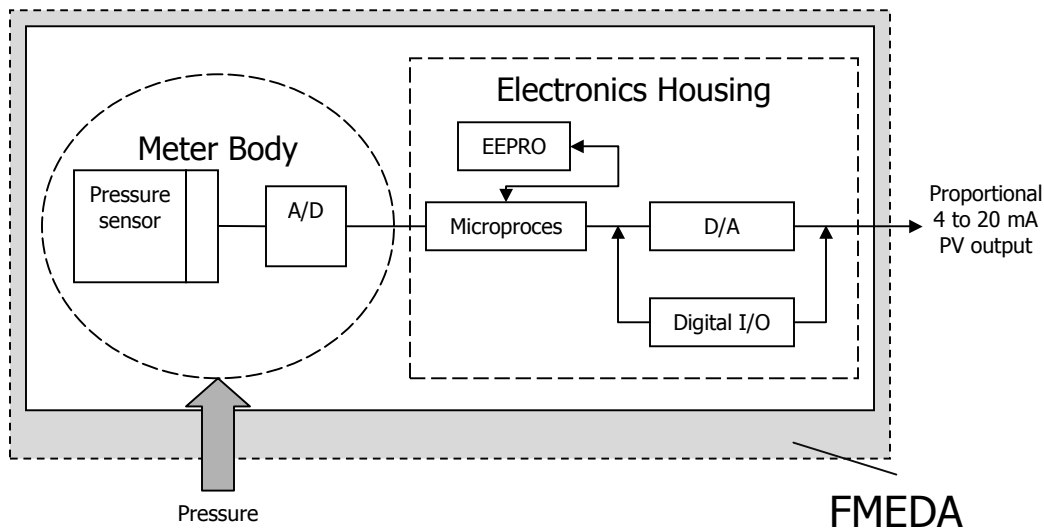 Electronics Housing
Meter Body
EEPRO
Pressure
sensor
A/D
Microproces
D/A
Digital I/O
Proportional
4 to 20 mA
PV output
Pressure
FMEDA